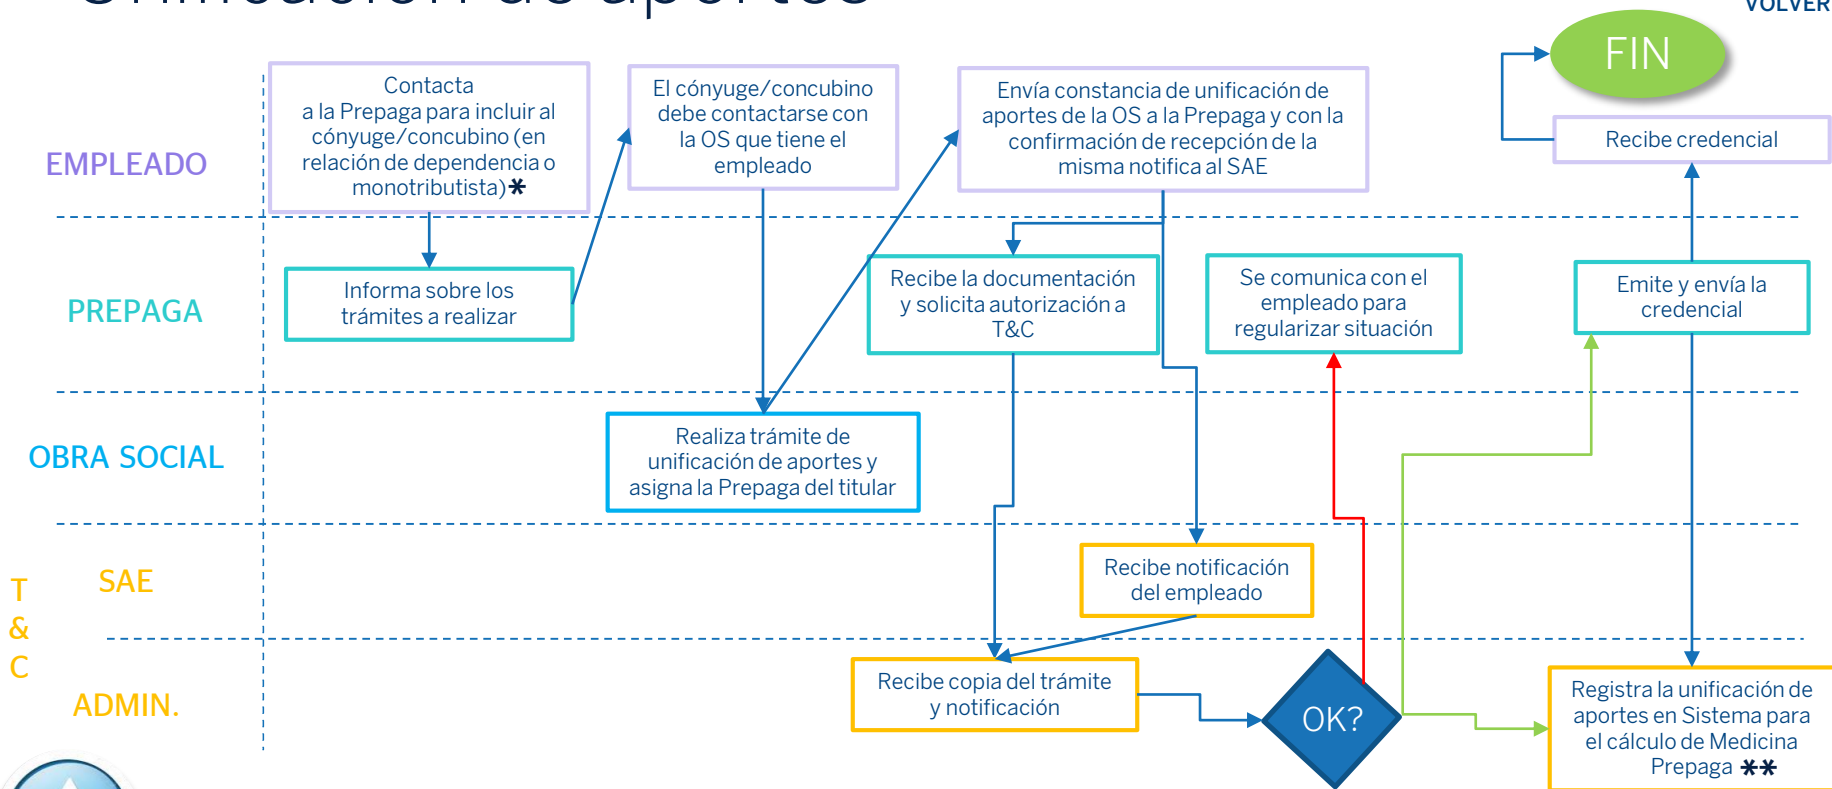 Unificación de aportes
VOLVER
EMPLEADO
Contacta
a la Prepaga para incluir al
cónyuge/concubino (en
relación de dependencia o
monotributista)*
El cónyuge/concubino
debe contactarse con
la OS que tiene el
empleado
Envía constancia de unificación de
aportes de la OS a la Prepaga y con la
confirmación de recepción de la
misma notifica al SAE
FIN
Recibe credencial
PREPAGA
Informa sobre los
trámites a realizar
Recibe la documentación
y solicita autorización a
T&C
Se comunica con el
empleado para
regularizar situación
Emite y envía la
credencial
OBRA SOCIAL
Realiza trámite de
unificación de aportes y
asigna la Prepaga del titular
T
&
C
SAE
Recibe notificación
del empleado
ADMIN.
Recibe copia del trámite
y notificación
OK?
Registra la unificación de
aportes en Sistema para
el cálculo de Medicina
Prepaga **